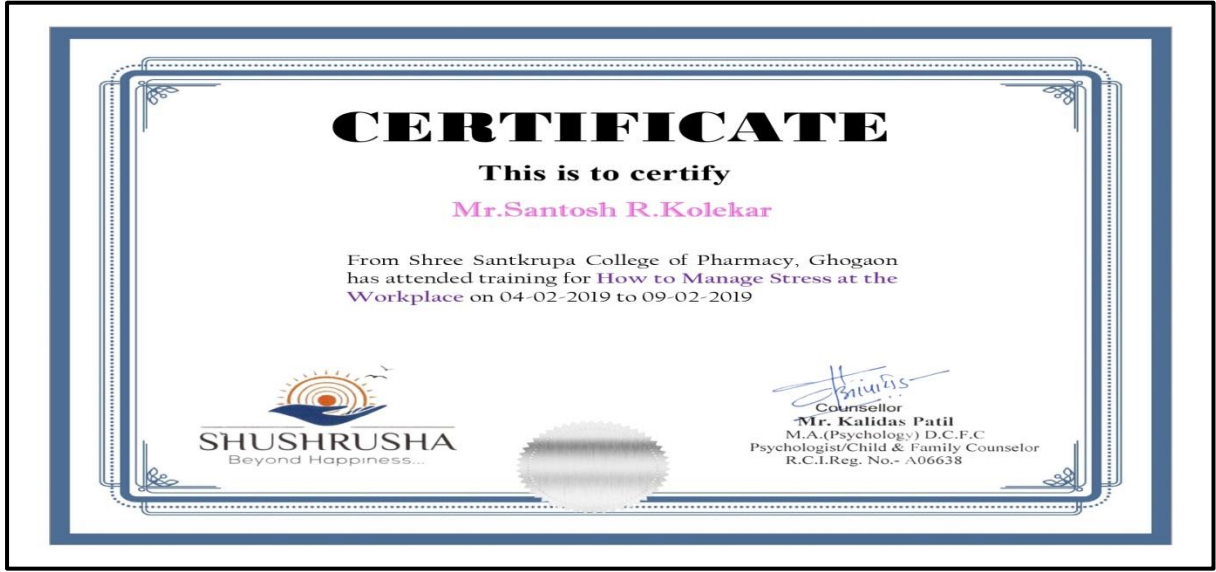 CERTIFICATE
This is to certify
Mr.Santosh R.Kolekar
From Shree Santkrupa College of Pharmacy, Ghogaon
has attended training for How to Manage Stress at the
Workplace on 04-02-2019 to 09-02-2019
SHUSHRUSHA
Beyond Happiness...
Counsellor
Mr. Kalidas Patil
M.A.(Psychology) D.C.F.C
Psychologist/Child & Family Counselor
R.C.I.Reg. No.- A06638